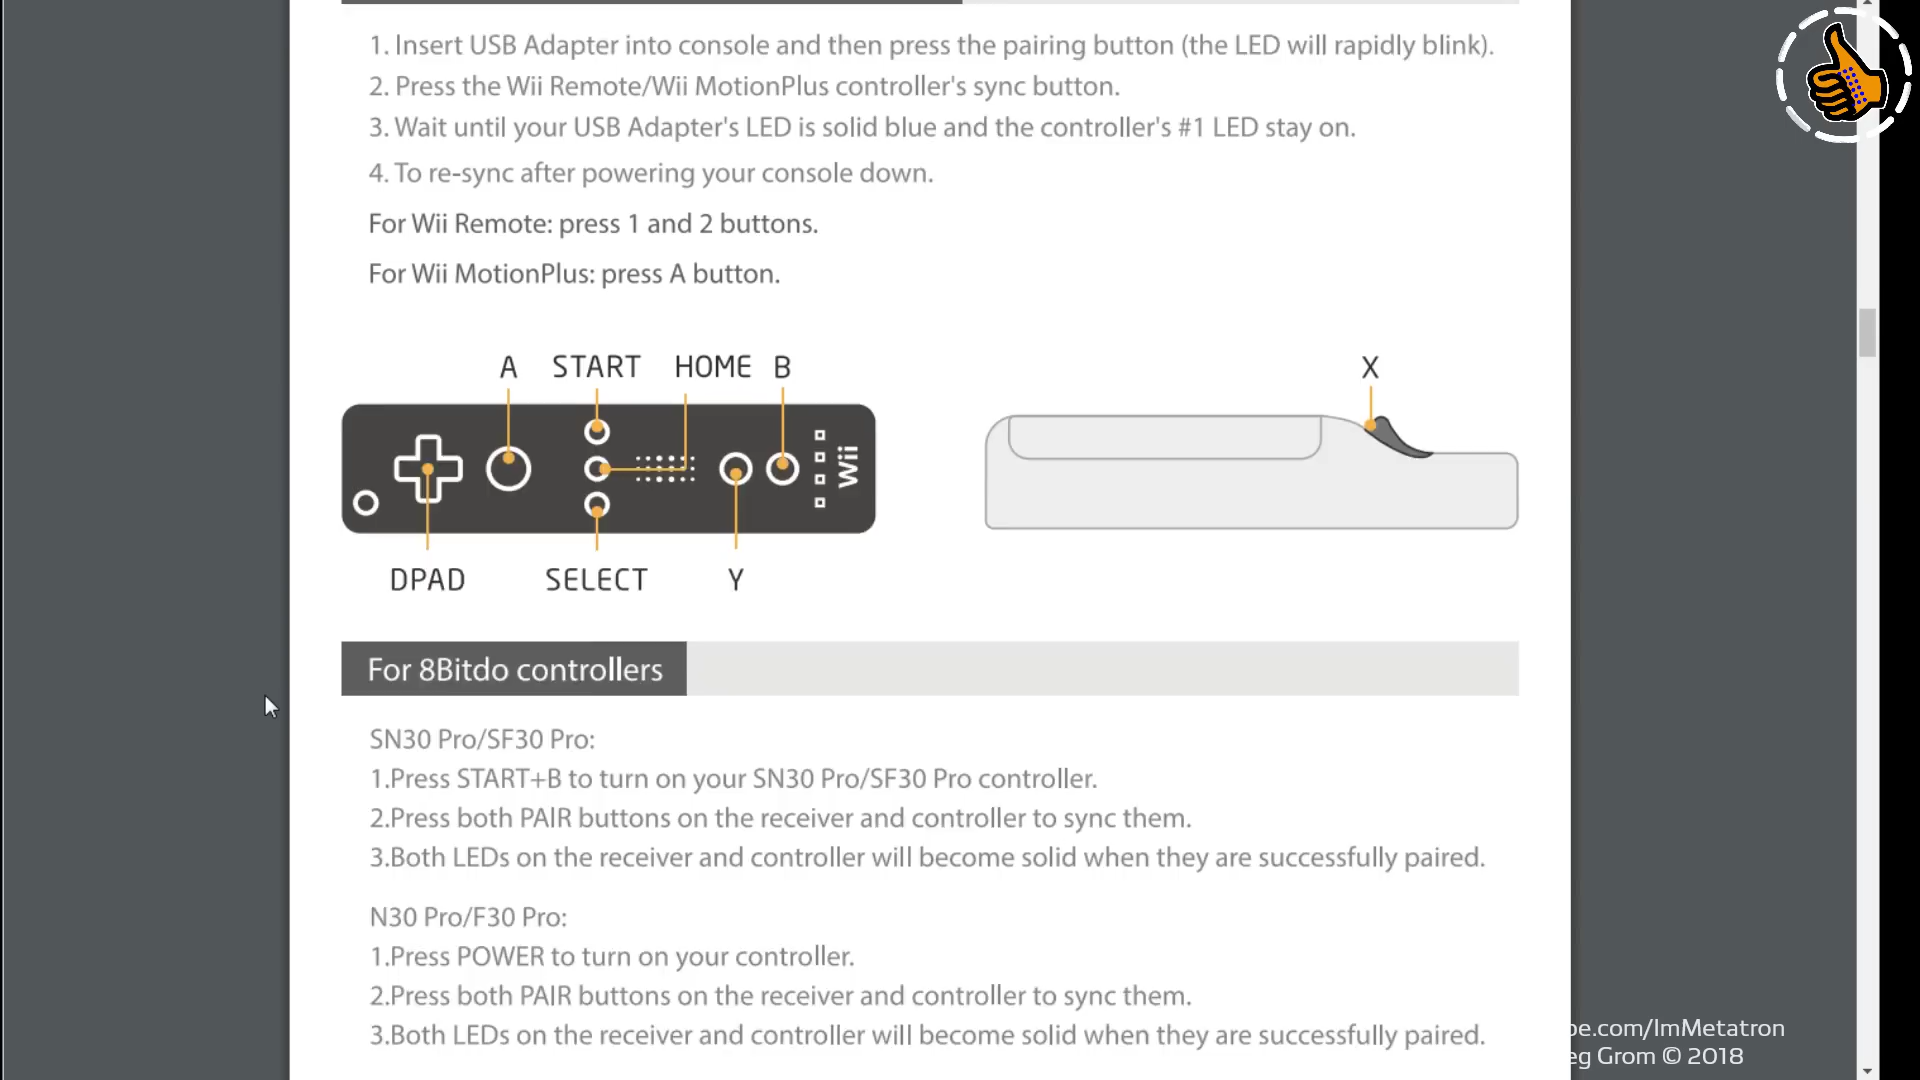 1. Insert USB Adapter into console and then press the pairing button (the LED will rapidly blink).
2. Press the Wii Remote/Wii MotionPlus controller's sync button.
3. Wait until your USB Adapter's LED is solid blue and the controller's #1 LED stay on.
4. To re-sync after powering your console down.
For Wii Remote: press 1 and 2 buttons.
For Wii MotionPlus: press A button.
A START HOME B
X
Wii
DPAD SELECT Y
For 8Bitdo controllers
SN30 Pro/SF30 Pro:
1.Press START+B to turn on your SN30 Pro/SF30 Pro controller.
2.Press both PAIR buttons on the receiver and controller to sync them.
3.Both LEDs on the receiver and controller will become solid when they are successfully paired.
N30 Pro/F30 Pro:
1.Press POWER to turn on your controller.
2.Press both PAIR buttons on the receiver and controller to sync them.
3.Both LEDs on the receiver and controller will become solid when they are successfully paired.
be.com/ImMetatron
eg Grom © 2018